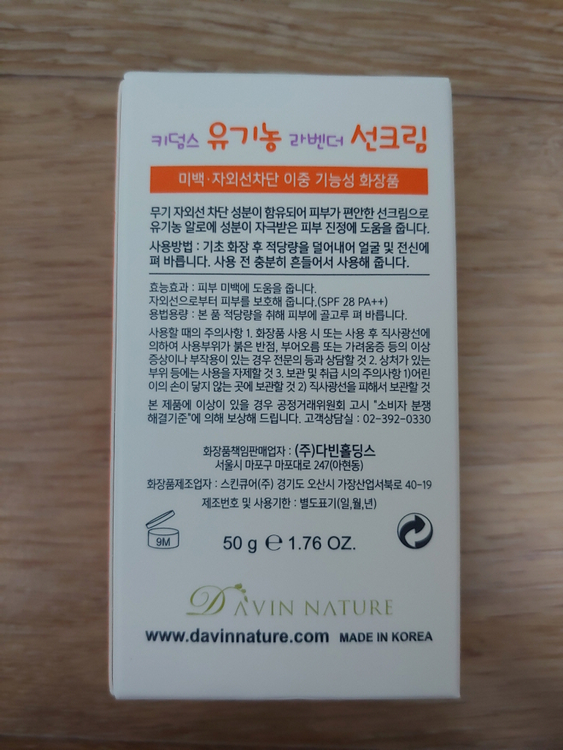 키덤스 유기농 라벤더 선크림
미백·자외선차단 이중 기능성 화장품
무기 자외선 차단 성분이 함유되어 피부가 편안한 선크림으로
유기농 알로에 성분이 자극받은 피부 진정에 도움을 줍니다.
사용방법 : 기초 화장 후 적당량을 덜어내어 얼굴 및 전신에
펴 바릅니다. 사용 전 충분히 흔들어서 사용해 줍니다.
효능효과 : 피부 미백에 도움을 줍니다.
자외선으로부터 피부를 보호해 줍니다.(SPF 28 PA++)
용법용량 : 본 품 적당량을 취해 피부에 골고루 펴 바릅니다.
사용할 때의 주의사항 1. 화장품 사용 시 또는 사용 후 직사광선에
의하여 사용부위가 붉은 반점, 부어오름 또는 가려움증 등의 이상
증상이나 부작용이 있는 경우 전문의 등과 상담할 것 2. 상처가 있는
부위 등에는 사용을 자제할 것 3. 보관 및 취급 시의 주의사항 1)어린
이의 손이 닿지 않는 곳에 보관할 것 2) 직사광선을 피해서 보관할 것
본 제품에 이상이 있을 경우 공정거래위원회 고시 "소비자 분쟁
해결기준"에 의해 보상해 드립니다. 고객상담실 : 02-392-0330
화장품책임판매업자 : (주)다빈홀딩스
서울시 마포구 마포대로 247(아현동)
화장품제조업자 : 스킨큐어(주) 경기도 오산시 가장산업서북로 40-19
제조번호 및 사용기한 : 별도표기(일,월,년)
9M
50 g ℮ 1.76 OZ.
DAVIN NATURE
www.davinnature.com MADE IN KOREA